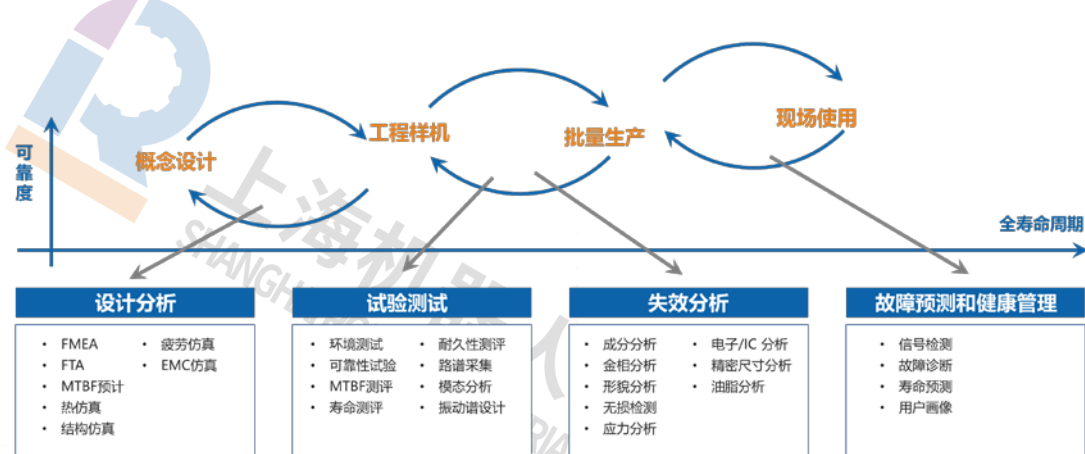 概念设计
工程样机
批量生产
现场使用
可靠度
全寿命周期
设计分析
FMEA
FTA
MTBF预计
热仿真
结构仿真
疲劳仿真
EMC仿真
试验测试
环境测试
可靠性试验
MTBF测评
寿命测评
耐久性测评
路谱采集
模态分析
振动谱设计
失效分析
成分分析
金相分析
形貌分析
无损检测
应力分析
电子/IC 分析
精密尺寸分析
油脂分析
故障预测和健康管理
信号检测
故障诊断
寿命预测
用户画像
上海机器人